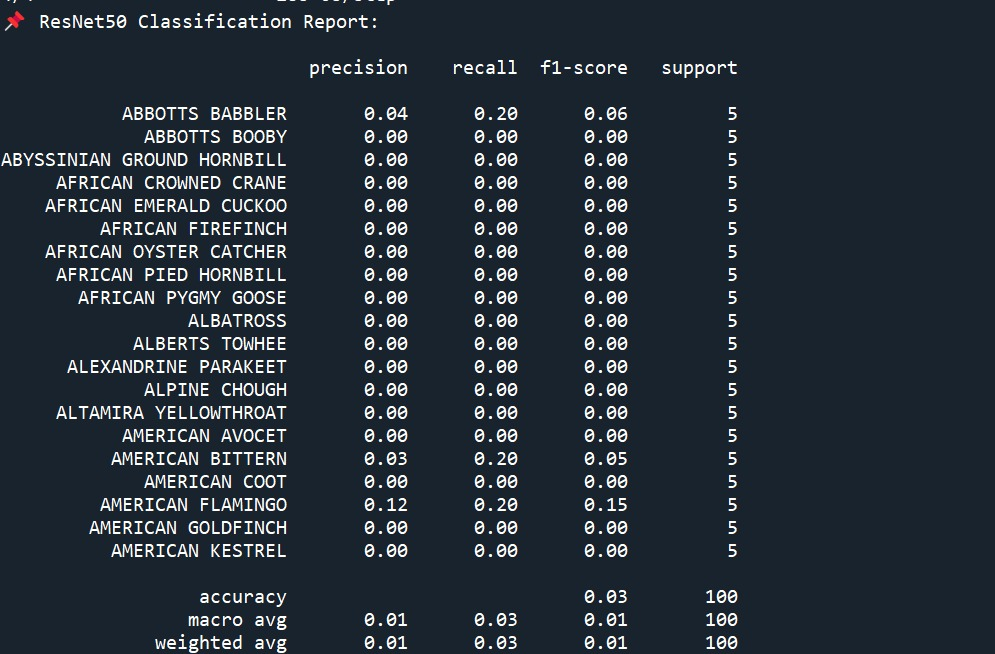 📌 ResNet50 Classification Report:
precision recall f1-score support
ABBOTTS BABBLER 0.04 0.20 0.06 5
ABBOTTS BOOBY 0.00 0.00 0.00 5
ABYSSINIAN GROUND HORNBILL 0.00 0.00 0.00 5
AFRICAN CROWNED CRANE 0.00 0.00 0.00 5
AFRICAN EMERALD CUCKOO 0.00 0.00 0.00 5
AFRICAN FIREFINCH 0.00 0.00 0.00 5
AFRICAN OYSTER CATCHER 0.00 0.00 0.00 5
AFRICAN PIED HORNBILL 0.00 0.00 0.00 5
AFRICAN PYGMY GOOSE 0.00 0.00 0.00 5
ALBATROSS 0.00 0.00 0.00 5
ALBERTS TOWHEE 0.00 0.00 0.00 5
ALEXANDRINE PARAKEET 0.00 0.00 0.00 5
ALPINE CHOUGH 0.00 0.00 0.00 5
ALTAMIRA YELLOWTHROAT 0.00 0.00 0.00 5
AMERICAN AVOCET 0.00 0.00 0.00 5
AMERICAN BITTERN 0.03 0.20 0.05 5
AMERICAN COOT 0.00 0.00 0.00 5
AMERICAN FLAMINGO 0.12 0.20 0.15 5
AMERICAN GOLDFINCH 0.00 0.00 0.00 5
AMERICAN KESTREL 0.00 0.00 0.00 5
accuracy 0.03 100
macro avg 0.01 0.03 0.01 100
weighted avg 0.01 0.03 0.01 100